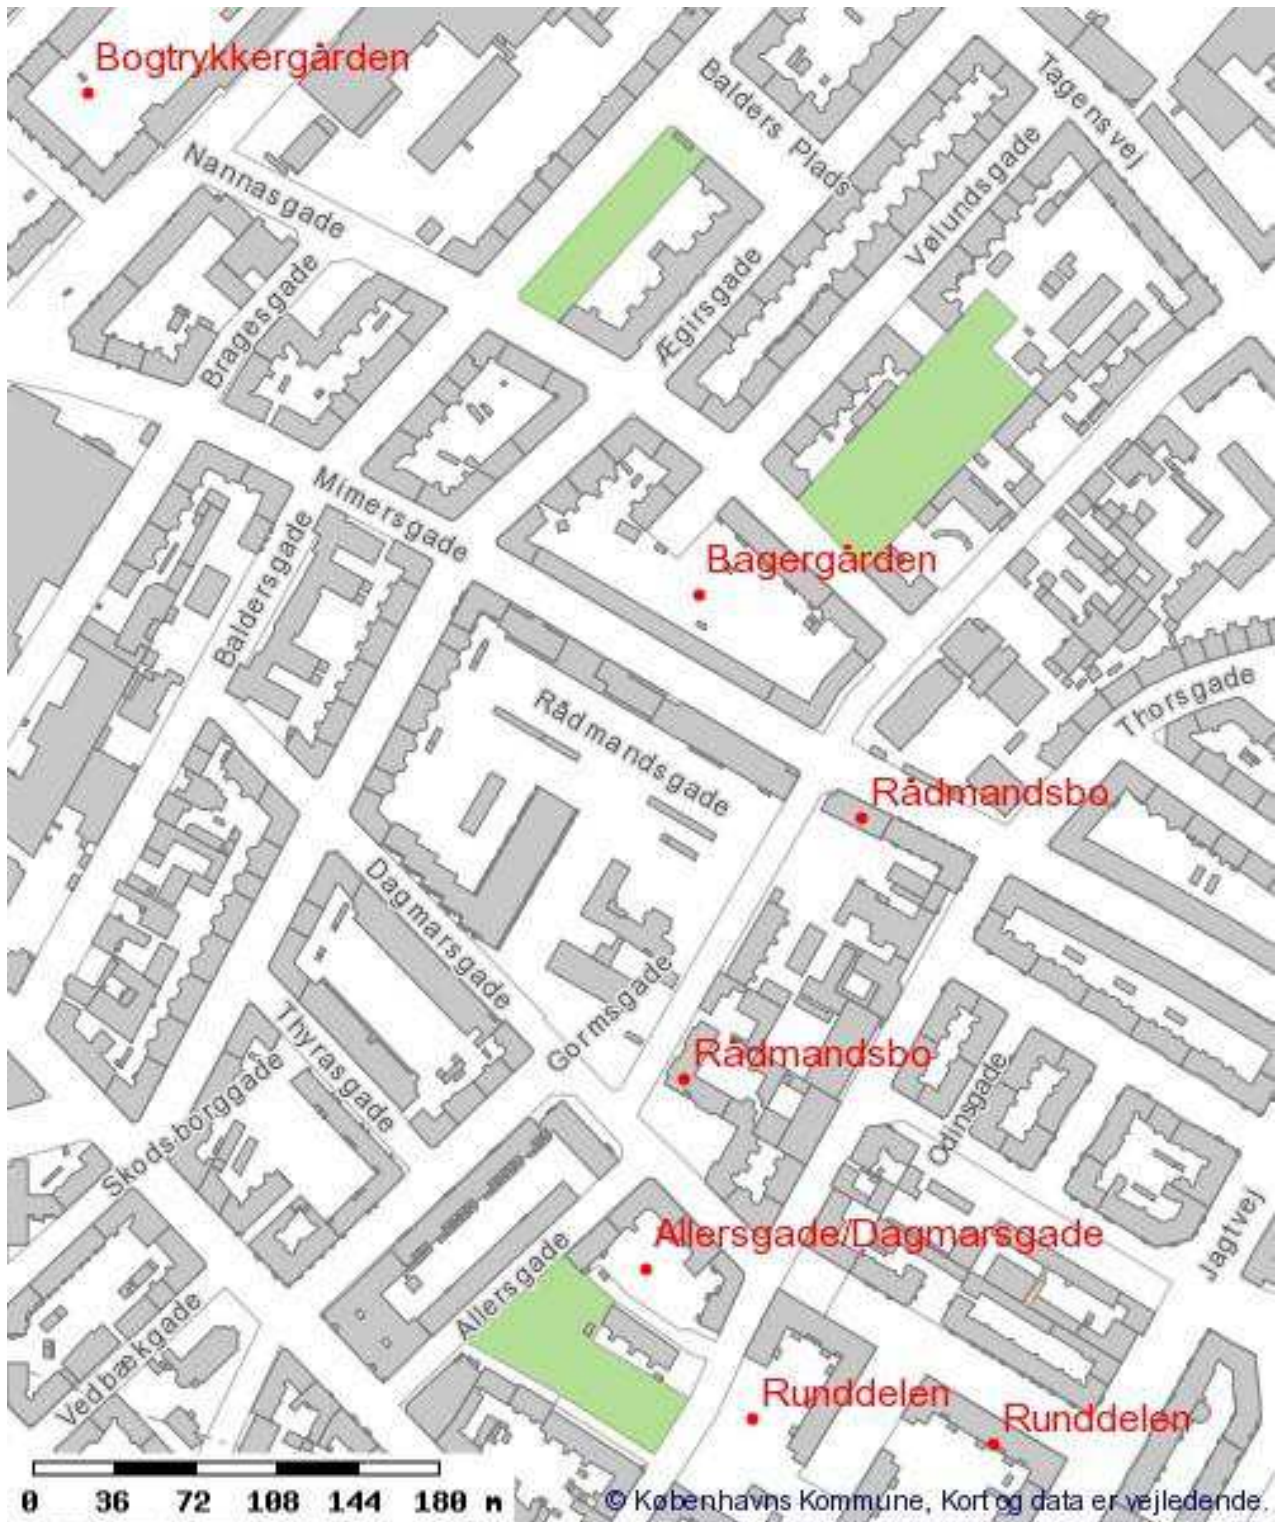 Bogtrykkergården
Tagensvej
Balders Plads
Nannasgade
Vølundsgade
Bragesgade
Ægirsgade
Mimersgade
Baldersgade
Bagergården
Thorsgade
Rådmandsgade
Rådmandsbo
Dagmarsgade
Gormsgade
Thyrasgade
Rådmandsbo
Odinsgade
Skodsborggade
Allersgade/Dagmarsgade
Jagtvej
Allersgade
Vedbækgade
Runddelen
Runddelen
0 36 72 108 144 180 m
© Københavns Kommune, Kort og data er vejledende.